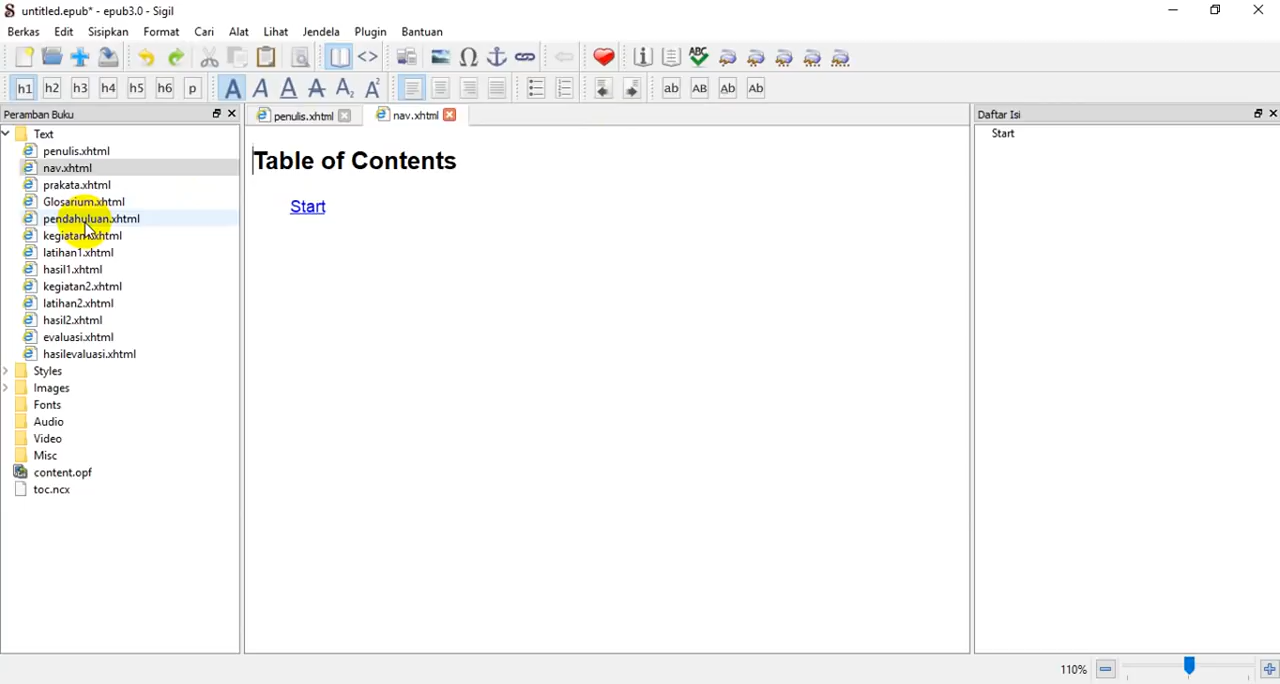 untitled.epub* - epub3.0 - Sigil
Berkas Edit Sisipkan Format Cari Alat Lihat Jendela Plugin Bantuan
h1 h2 h3 h4 h5 h6 p A A A A A₂ A² ab AB Ab Ab
Peramban Buku
penulis.xhtml nav.xhtml
Daftar Isi
Text
penulis.xhtml
nav.xhtml
prakata.xhtml
Glosarium.xhtml
pendahuluan.xhtml
latihan1.xhtml
hasil1.xhtml
kegiatan2.xhtml
latihan2.xhtml
hasil2.xhtml
evaluasi.xhtml
hasilevaluasi.xhtml
Styles
Images
Fonts
Audio
Video
Misc
content.opf
toc.ncx
Table of Contents
Start
Start
110%